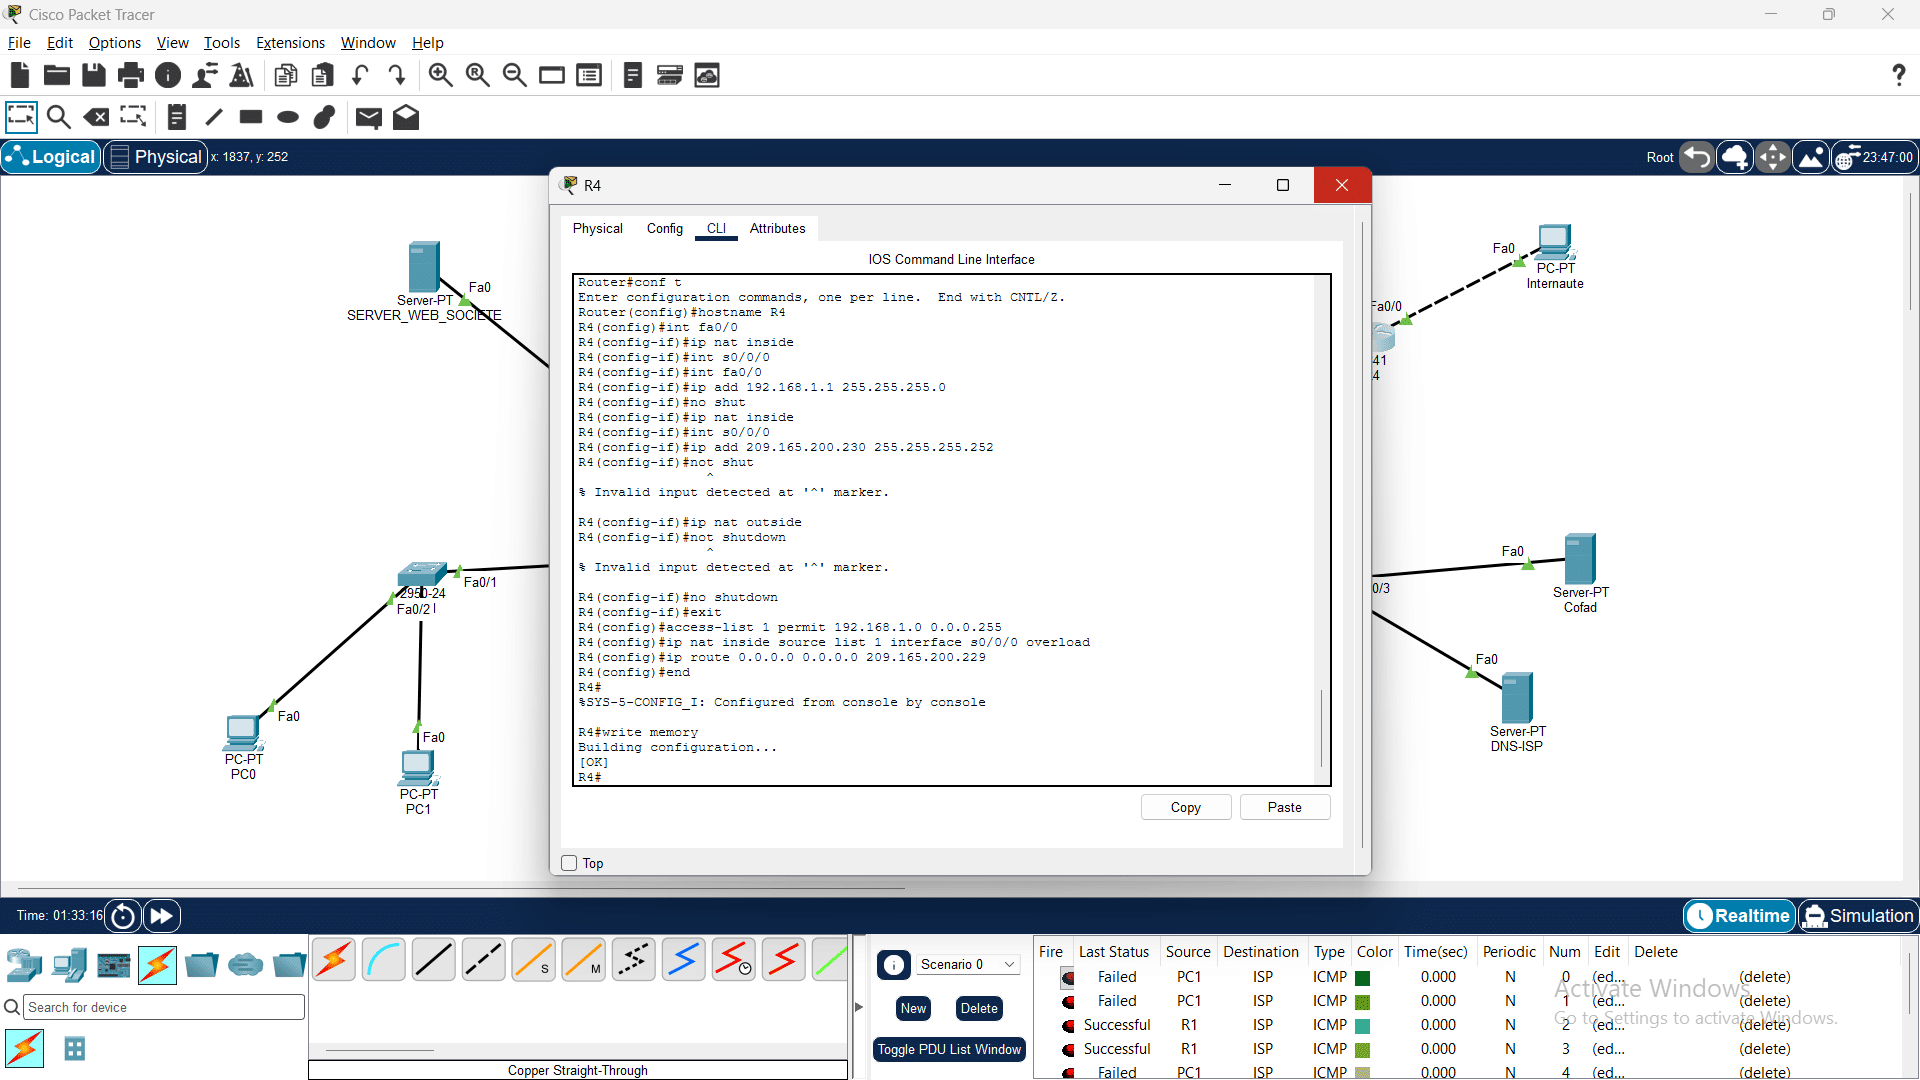 Cisco Packet Tracer
File Edit Options View Tools Extensions Window Help
Logical Physical x: 1837, y: 252 Root 23:47:00
R4
Physical Config CLI Attributes
IOS Command Line Interface
Router#conf t
Enter configuration commands, one per line.  End with CNTL/Z.
Router(config)#hostname R4
R4(config)#int fa0/0
R4(config-if)#ip nat inside
R4(config-if)#int s0/0/0
R4(config-if)#int fa0/0
R4(config-if)#ip add 192.168.1.1 255.255.255.0
R4(config-if)#no shut
R4(config-if)#ip nat inside
R4(config-if)#int s0/0/0
R4(config-if)#ip add 209.165.200.230 255.255.255.252
R4(config-if)#not shut
^
% Invalid input detected at '^' marker.
R4(config-if)#ip nat outside
R4(config-if)#not shutdown
^
% Invalid input detected at '^' marker.
R4(config-if)#no shutdown
R4(config-if)#exit
R4(config)#access-list 1 permit 192.168.1.0 0.0.0.255
R4(config)#ip nat inside source list 1 interface s0/0/0 overload
R4(config)#ip route 0.0.0.0 0.0.0.0 209.165.200.229
R4(config)#end
R4#
%SYS-5-CONFIG_I: Configured from console by console
R4#write memory
Building configuration...
[OK]
R4#
Copy Paste
Top
Fa0
Server-PT
SERVER_WEB_SOCIETE
Fa0/1
2950-24
Fa0/2
Fa0
PC-PT
PC0
Fa0
PC-PT
PC1
Fa0
PC-PT
Internaute
Fa0/0
41
4
Fa0
0/3
Server-PT
Cofad
Fa0
Server-PT
DNS-ISP
Time: 01:33:16 Realtime Simulation
Search for device
S M
Copper Straight-Through
Scenario 0
New Delete
Toggle PDU List Window
Fire Last Status Source Destination Type Color Time(sec) Periodic Num Edit Delete
Failed PC1 ISP ICMP 0.000 N 0 (ed... (delete)
Failed PC1 ISP ICMP 0.000 N 1 (ed... (delete)
Successful R1 ISP ICMP 0.000 N 2 (ed... (delete)
Successful R1 ISP ICMP 0.000 N 3 (ed... (delete)
Failed PC1 ISP ICMP 0.000 N 4 (ed... (delete)
Activate Windows
Go to Settings to activate Windows.